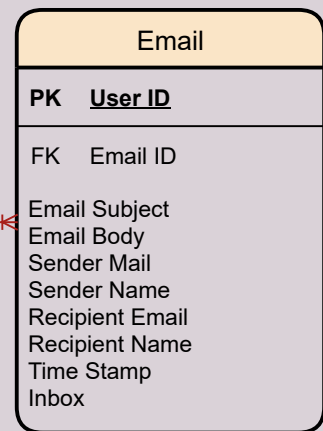 Email
PK User ID
FK Email ID
Email Subject
Email Body
Sender Mail
Sender Name
Recipient Email
Recipient Name
Time Stamp
Inbox